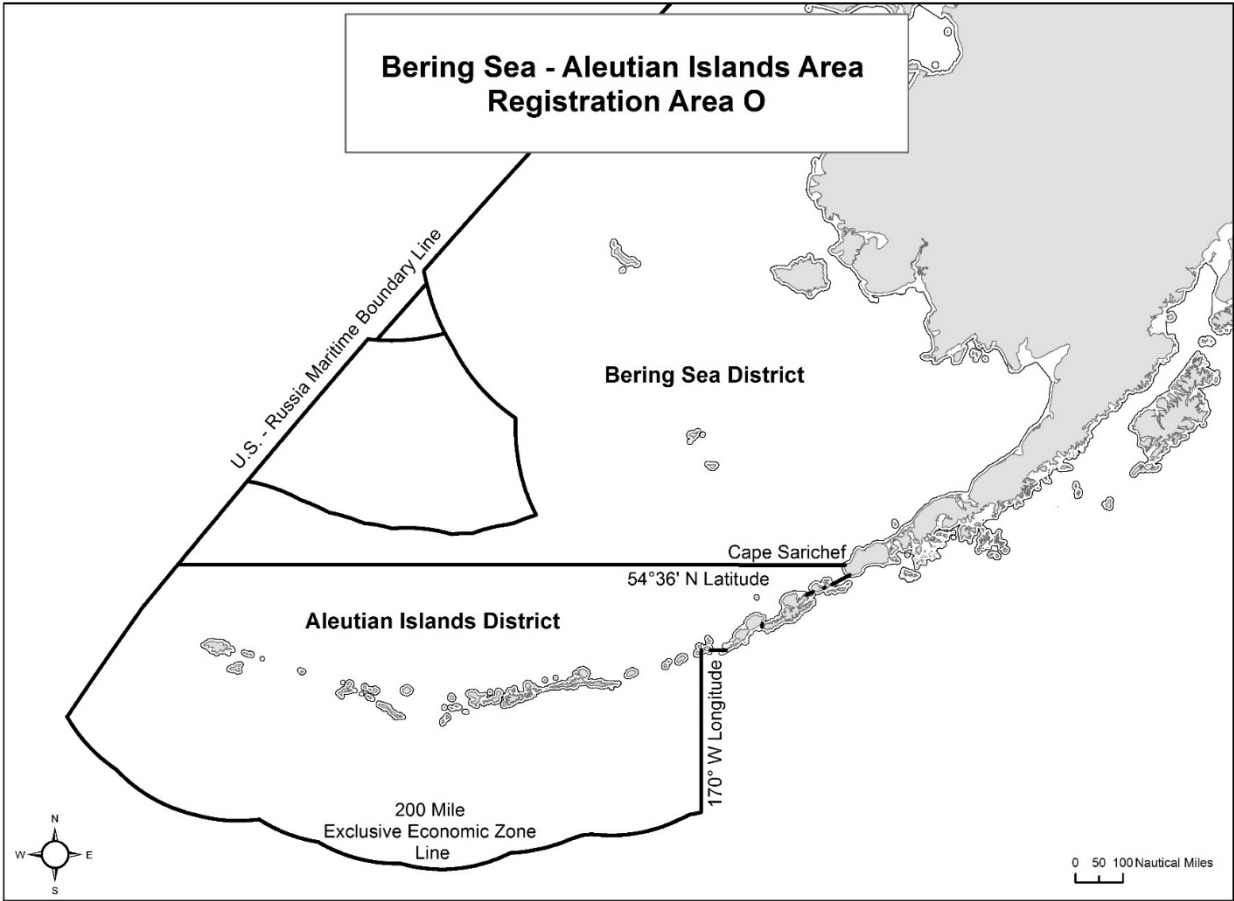 Bering Sea - Aleutian Islands Area
Registration Area O
U.S. - Russia Maritime Boundary Line
Bering Sea District
Cape Sarichef
54°36' N Latitude
Aleutian Islands District
170° W Longitude
200 Mile
Exclusive Economic Zone
Line
N
W E
S
0 50 100 Nautical Miles